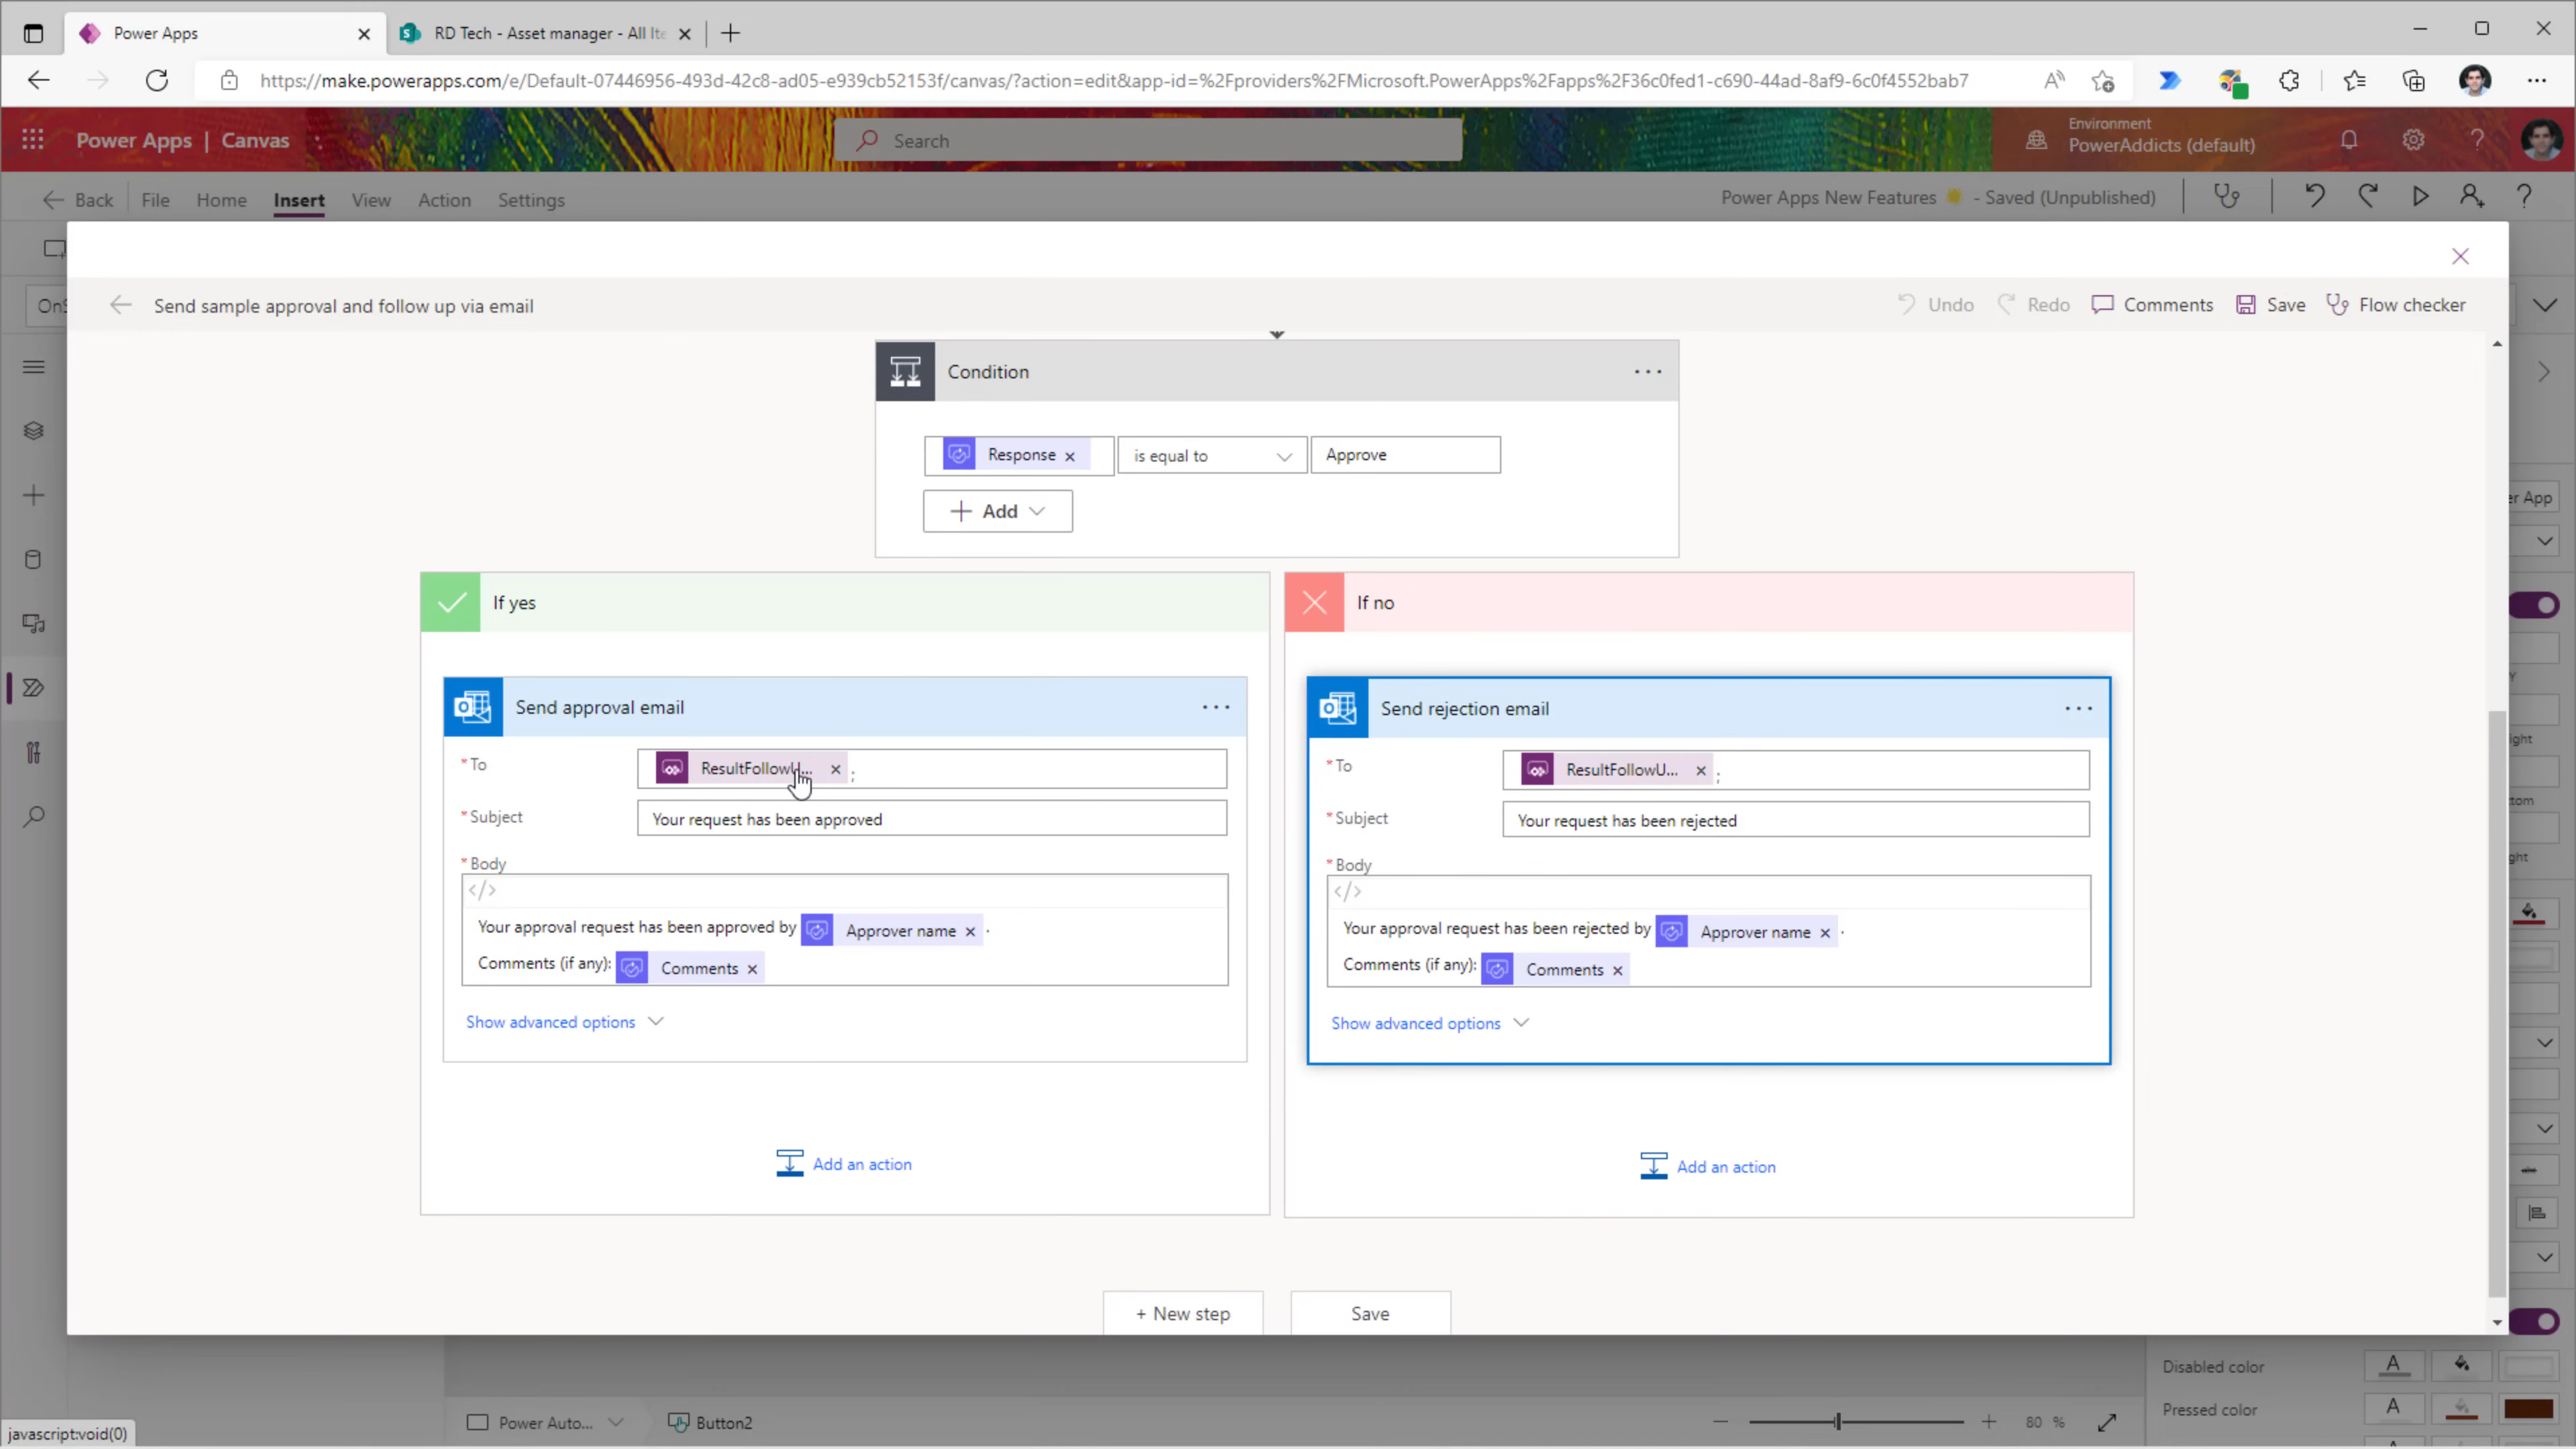 Power Apps
RD Tech - Asset manager - All Ite
https://make.powerapps.com/e/Default-07446956-493d-42c8-ad05-e939cb52153f/canvas/?action=edit&app-id=%2Fproviders%2FMicrosoft.PowerApps%2Fapps%2F36c0fed1-c690-44ad-8af9-6c0f4552bab7
Power Apps | Canvas
Search
Environment
PowerAddicts (default)
Back File Home Insert View Action Settings
Power Apps New Features - Saved (Unpublished)
OnS
Send sample approval and follow up via email
Undo Redo Comments Save Flow checker
Condition
Response is equal to Approve
Add
er App
If yes
If no
Send approval email
Send rejection email
*To ResultFollowU... ;
*To ResultFollowU... ;
*Subject Your request has been approved
*Subject Your request has been rejected
*Body
*Body
</>
</>
Your approval request has been approved by Approver name .
Comments (if any): Comments
Your approval request has been rejected by Approver name .
Comments (if any): Comments
Show advanced options
Show advanced options
Add an action
Add an action
+ New step
Save
Y
ight
tom
ght
Disabled color
Pressed color
Power Auto...
Button2
80 %
javascript:void(0)